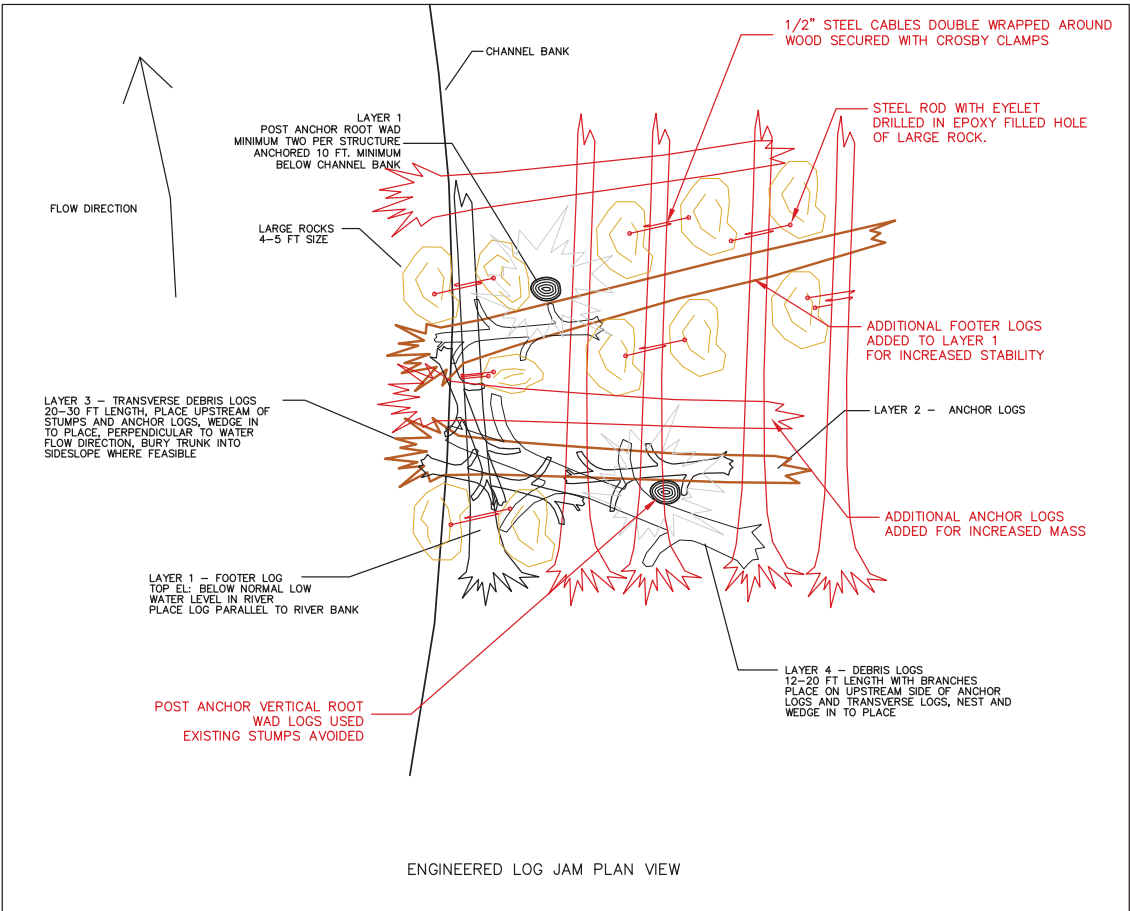 1/2” STEEL CABLES DOUBLE WRAPPED AROUND
WOOD SECURED WITH CROSBY CLAMPS
CHANNEL BANK
LAYER 1
POST ANCHOR ROOT WAD
MINIMUM TWO PER STRUCTURE
ANCHORED 10 FT. MINIMUM
BELOW CHANNEL BANK
STEEL ROD WITH EYELET
DRILLED IN EPOXY FILLED HOLE
OF LARGE ROCK.
FLOW DIRECTION
LARGE ROCKS
4–5 FT SIZE
ADDITIONAL FOOTER LOGS
ADDED TO LAYER 1
FOR INCREASED STABILITY
LAYER 3 – TRANSVERSE DEBRIS LOGS
20–30 FT LENGTH, PLACE UPSTREAM OF
STUMPS AND ANCHOR LOGS, WEDGE IN
TO PLACE, PERPENDICULAR TO WATER
FLOW DIRECTION, BURY TRUNK INTO
SIDESLOPE WHERE FEASIBLE
LAYER 2 – ANCHOR LOGS
ADDITIONAL ANCHOR LOGS
ADDED FOR INCREASED MASS
LAYER 1 – FOOTER LOG
TOP EL: BELOW NORMAL LOW
WATER LEVEL IN RIVER
PLACE LOG PARALLEL TO RIVER BANK
LAYER 4 – DEBRIS LOGS
12–20 FT LENGTH WITH BRANCHES
PLACE ON UPSTREAM SIDE OF ANCHOR
LOGS AND TRANSVERSE LOGS, NEST AND
WEDGE IN TO PLACE
POST ANCHOR VERTICAL ROOT
WAD LOGS USED
EXISTING STUMPS AVOIDED
ENGINEERED LOG JAM PLAN VIEW